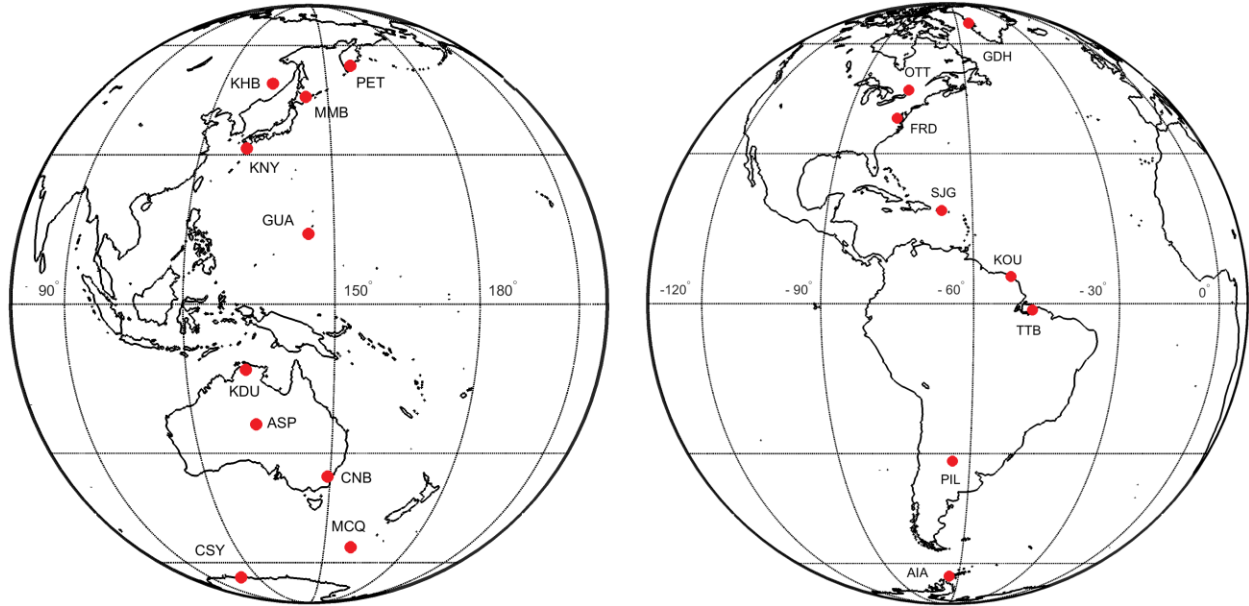 KHB
PET
MMB
KNY
GUA
90°
150°
180°
KDU
ASP
CNB
MCQ
CSY
GDH
OTT
FRD
SJG
KOU
-120°
-90°
-60°
-30°
0°
TTB
PIL
AIA